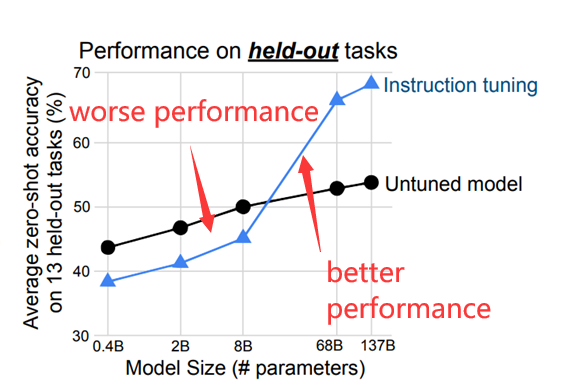 Performance on held-out tasks
Average zero-shot accuracy
on 13 held-out tasks (%)
70
60
50
40
30
worse performance
Instruction tuning
Untuned model
better
performance
0.4B 2B 8B 68B 137B
Model Size (# parameters)